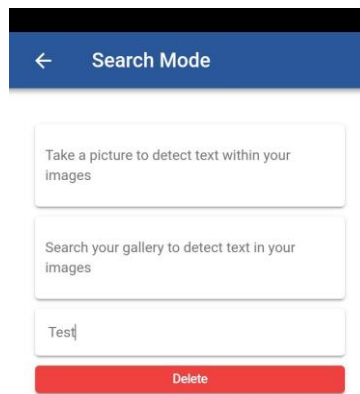 Search Mode
Take a picture to detect text within your
images
Search your gallery to detect text in your
images
Test
Delete